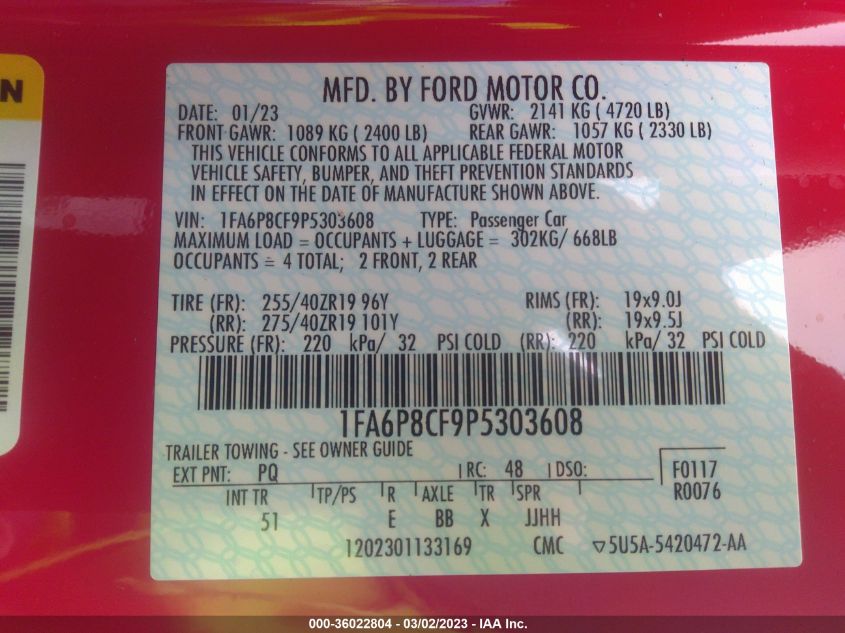 N
MFD. BY FORD MOTOR CO.
DATE: 01/23 GVWR: 2141 KG ( 4720 LB)
FRONT GAWR: 1089 KG ( 2400 LB) REAR GAWR: 1057 KG ( 2330 LB)
THIS VEHICLE CONFORMS TO ALL APPLICABLE FEDERAL MOTOR
VEHICLE SAFETY, BUMPER, AND THEFT PREVENTION STANDARDS
IN EFFECT ON THE DATE OF MANUFACTURE SHOWN ABOVE.
VIN: 1FA6P8CF9P5303608 TYPE: Passenger Car
MAXIMUM LOAD = OCCUPANTS + LUGGAGE = 302KG/ 668LB
OCCUPANTS = 4 TOTAL; 2 FRONT, 2 REAR
TIRE (FR): 255/40ZR19 96Y RIMS (FR): 19x9.0J
(RR): 275/40ZR19 101Y (RR): 19x9.5J
PRESSURE (FR): 220 kPa/ 32 PSI COLD (RR): 220 kPa/ 32 PSI COLD
1FA6P8CF9P5303608
TRAILER TOWING - SEE OWNER GUIDE
EXT PNT: PQ RC: 48 DSO: F0117
INT TR TP/PS R AXLE TR SPR R0076
51 E BB X JJHH
1202301133169 CMC ▽5U5A-5420472-AA
000-36022804 — 03/02/2023 — IAA Inc.